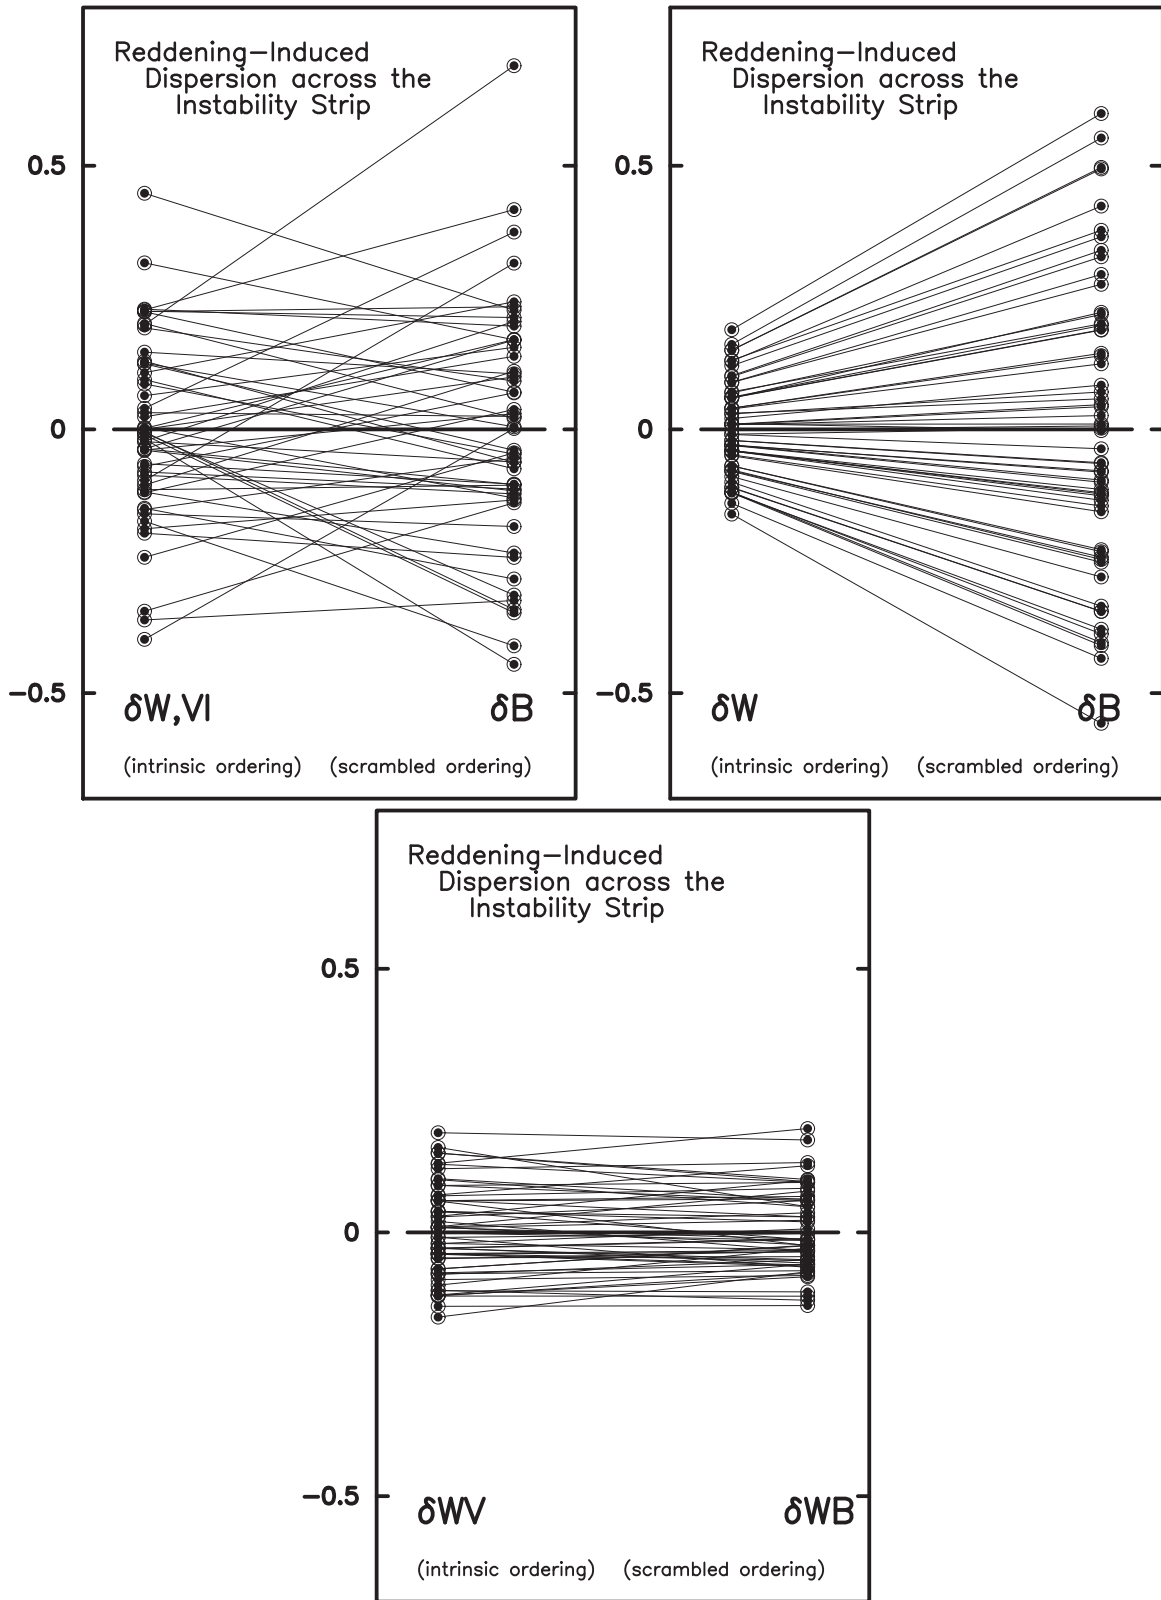 Reddening–Induced
Dispersion across the
Instability Strip
0.5
0
−0.5
δW,VI δB
(intrinsic ordering) (scrambled ordering)
Reddening–Induced
Dispersion across the
Instability Strip
0.5
0
−0.5
δW δB
(intrinsic ordering) (scrambled ordering)
Reddening–Induced
Dispersion across the
Instability Strip
0.5
0
−0.5
δWV δWB
(intrinsic ordering) (scrambled ordering)